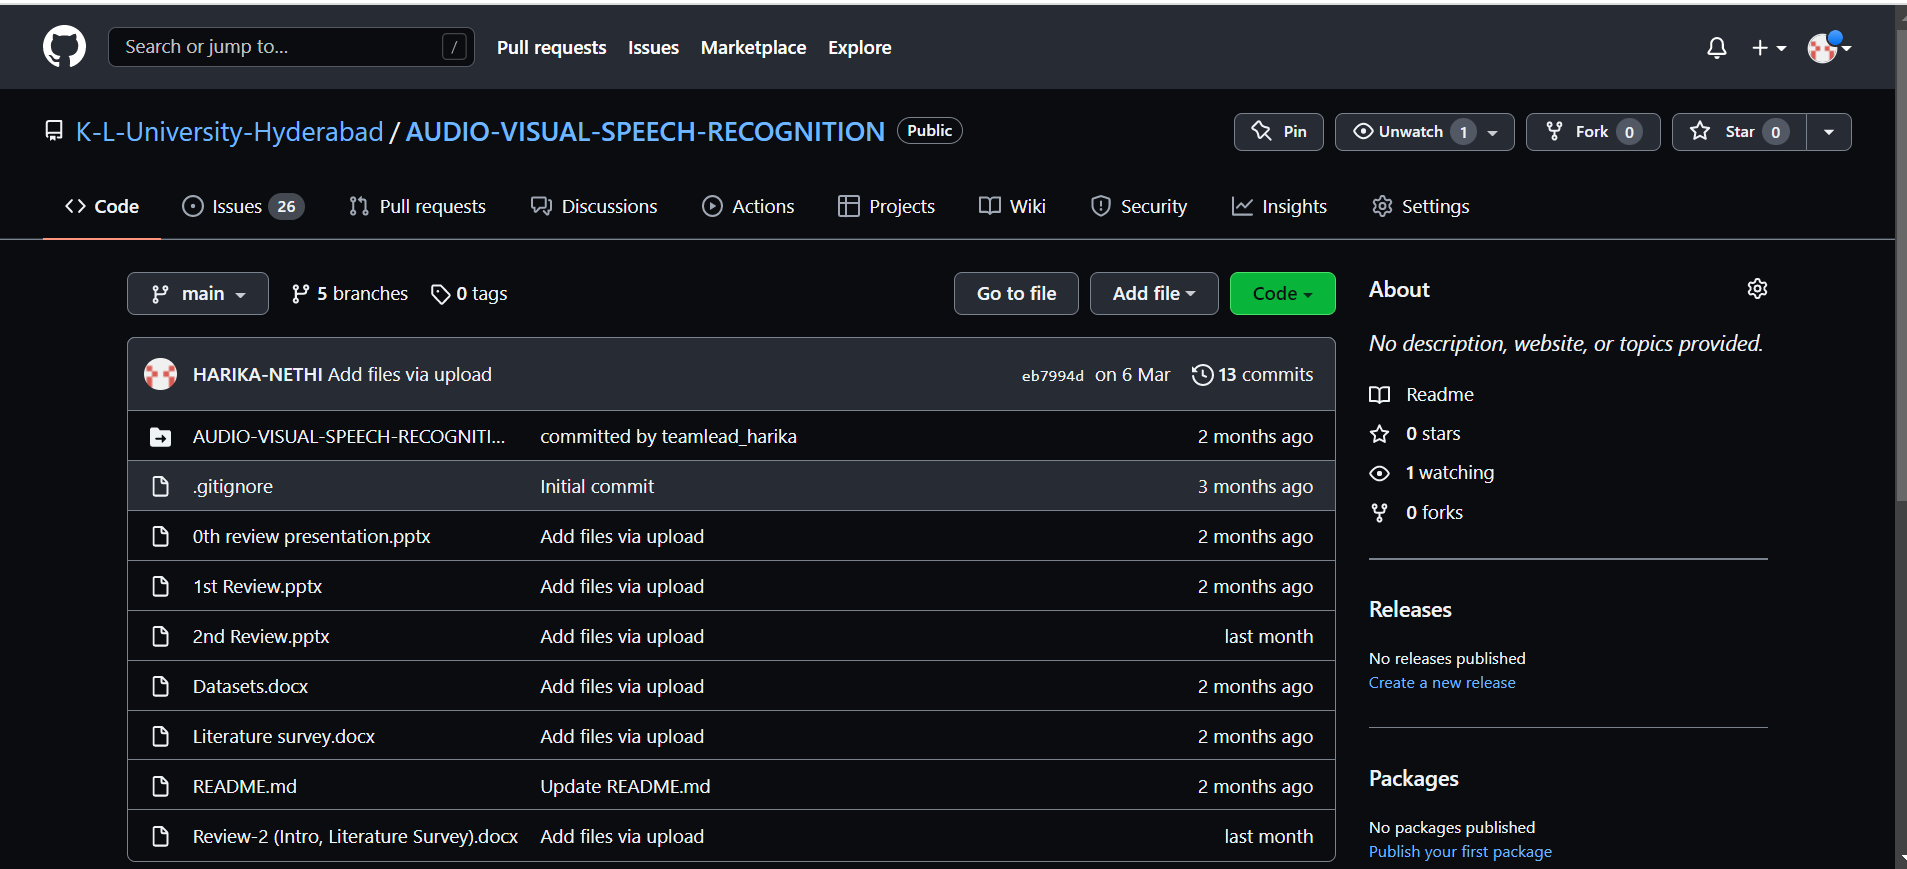 Search or jump to... /
Pull requests Issues Marketplace Explore
K-L-University-Hyderabad / AUDIO-VISUAL-SPEECH-RECOGNITION Public
Pin Unwatch 1 Fork 0 Star 0
Code Issues 26 Pull requests Discussions Actions Projects Wiki Security Insights Settings
main 5 branches 0 tags Go to file Add file Code
HARIKA-NETHI Add files via upload eb7994d on 6 Mar 13 commits
AUDIO-VISUAL-SPEECH-RECOGNITI... committed by teamlead_harika 2 months ago
.gitignore Initial commit 3 months ago
0th review presentation.pptx Add files via upload 2 months ago
1st Review.pptx Add files via upload 2 months ago
2nd Review.pptx Add files via upload last month
Datasets.docx Add files via upload 2 months ago
Literature survey.docx Add files via upload 2 months ago
README.md Update README.md 2 months ago
Review-2 (Intro, Literature Survey).docx Add files via upload last month
About
No description, website, or topics provided.
Readme
0 stars
1 watching
0 forks
Releases
No releases published
Create a new release
Packages
No packages published
Publish your first package